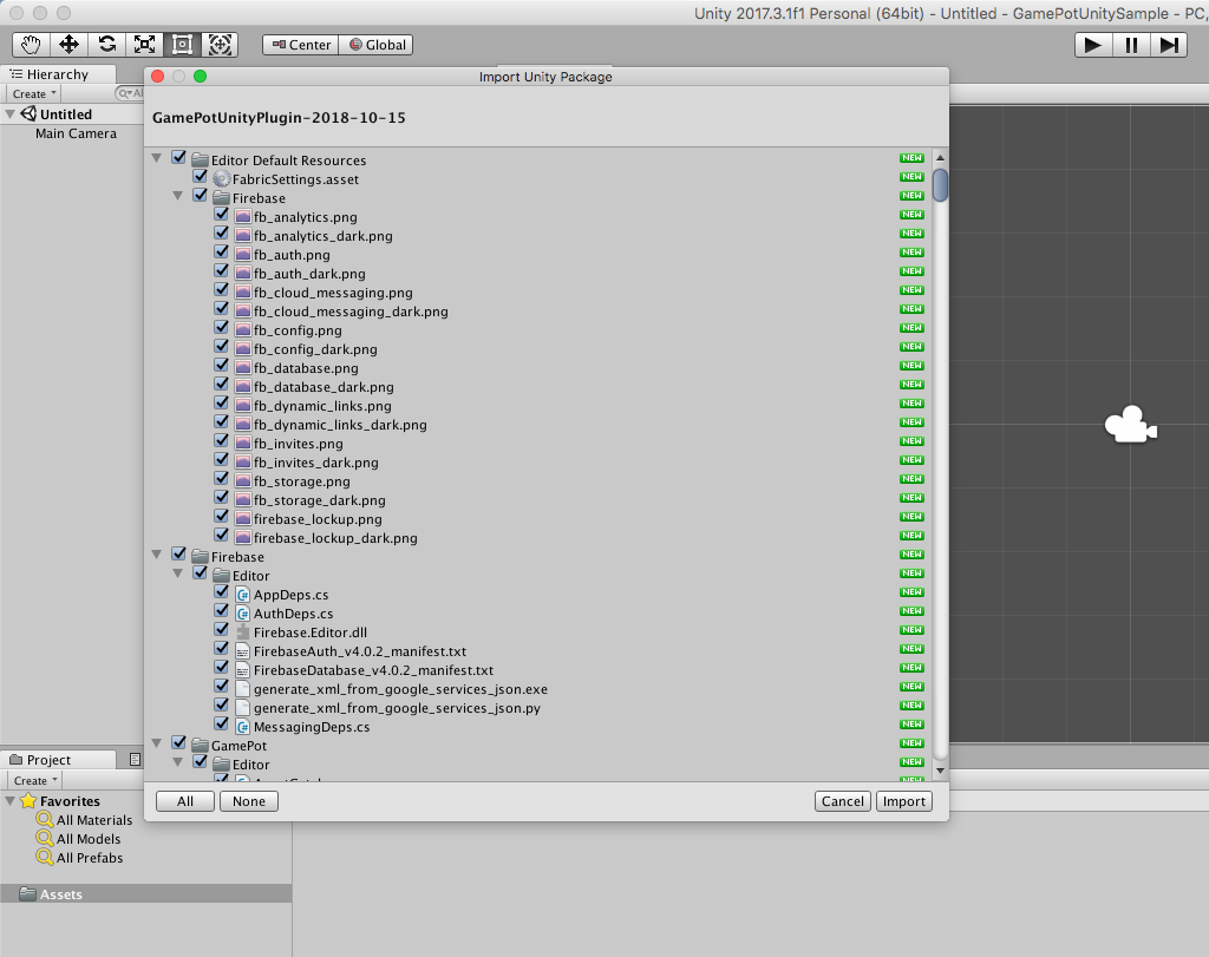 Unity 2017.3.1f1 Personal (64bit) - Untitled - GamePotUnitySample - PC,
Center
Global
Hierarchy
Create
All
Untitled
Main Camera
Import Unity Package
GamePotUnityPlugin-2018-10-15
Editor Default Resources NEW
FabricSettings.asset NEW
Firebase NEW
fb_analytics.png NEW
fb_analytics_dark.png NEW
fb_auth.png NEW
fb_auth_dark.png NEW
fb_cloud_messaging.png NEW
fb_cloud_messaging_dark.png NEW
fb_config.png NEW
fb_config_dark.png NEW
fb_database.png NEW
fb_database_dark.png NEW
fb_dynamic_links.png NEW
fb_dynamic_links_dark.png NEW
fb_invites.png NEW
fb_invites_dark.png NEW
fb_storage.png NEW
fb_storage_dark.png NEW
firebase_lockup.png NEW
firebase_lockup_dark.png NEW
Firebase NEW
Editor NEW
AppDeps.cs NEW
AuthDeps.cs NEW
Firebase.Editor.dll NEW
FirebaseAuth_v4.0.2_manifest.txt NEW
FirebaseDatabase_v4.0.2_manifest.txt NEW
generate_xml_from_google_services_json.exe NEW
generate_xml_from_google_services_json.py NEW
MessagingDeps.cs NEW
GamePot NEW
Editor NEW
NEW
All
None
Cancel
Import
Project
Create
Favorites
All Materials
All Models
All Prefabs
Assets